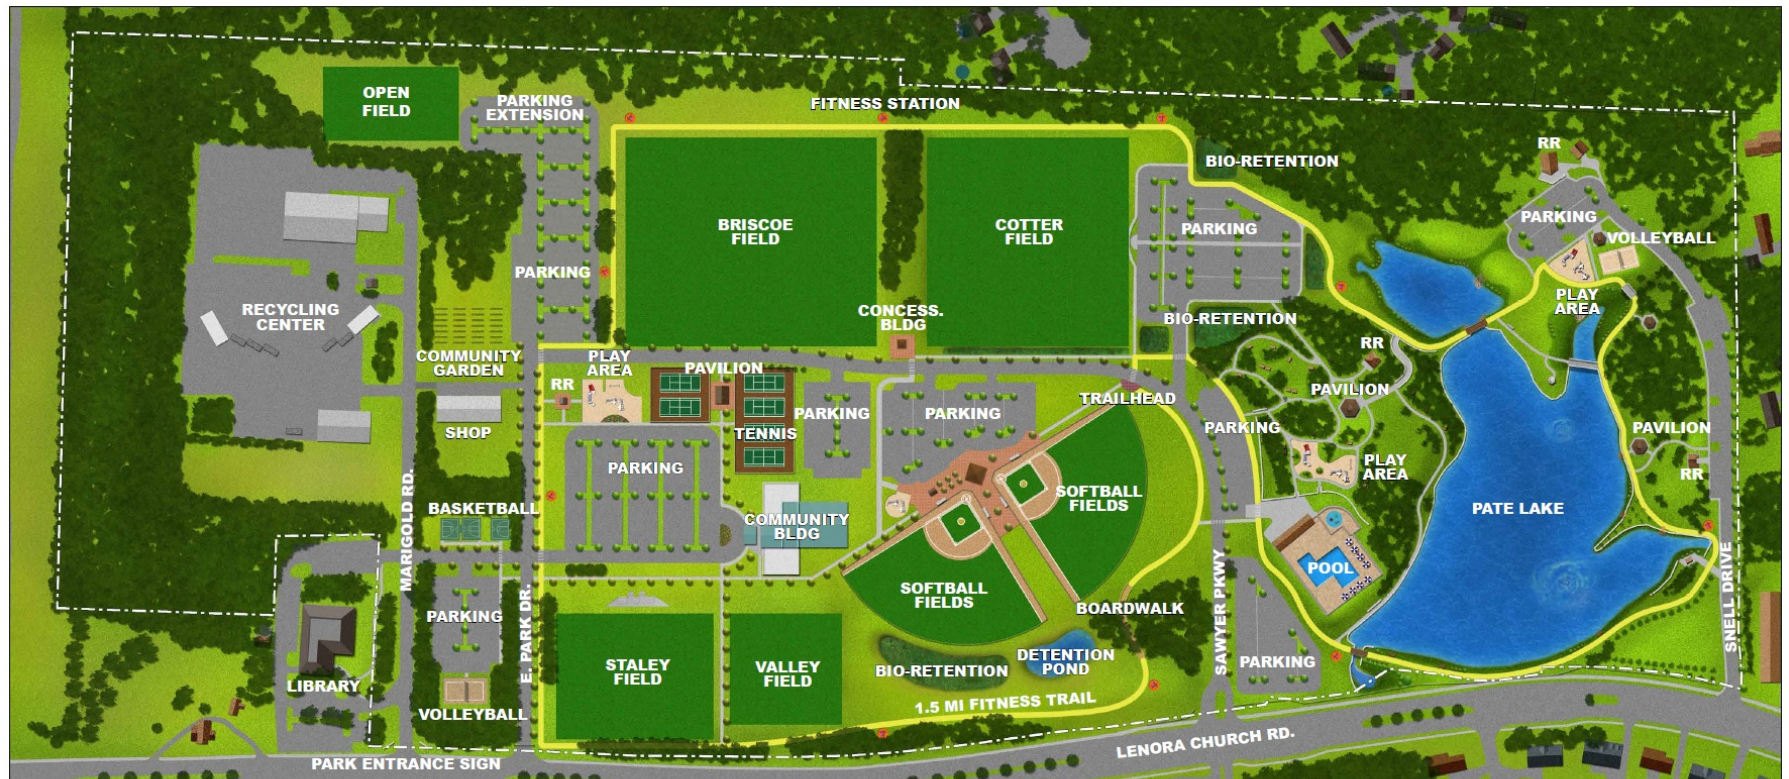 OPEN
FIELD
PARKING
EXTENSION
FITNESS STATION
RR
BIO-RETENTION
BRISCOE
FIELD
COTTER
FIELD
PARKING
PARKING
VOLLEYBALL
PARKING
RECYCLING
CENTER
CONCESS.
BLDG
BIO-RETENTION
PLAY
AREA
COMMUNITY
GARDEN
PLAY
AREA
RR
PAVILION
RR
PAVILION
TRAILHEAD
SHOP
TENNIS
PARKING
PARKING
PARKING
PAVILION
PARKING
PLAY
AREA
RR
MARIGOLD RD.
BASKETBALL
COMMUNITY
BLDG
SOFTBALL
FIELDS
PATE LAKE
POOL
SOFTBALL
FIELDS
BOARDWALK
PARKING
E. PARK DR.
SAWYER PKWY
SNELL DRIVE
LIBRARY
STALEY
FIELD
VALLEY
FIELD
BIO-RETENTION
DETENTION
POND
PARKING
VOLLEYBALL
1.5 MI FITNESS TRAIL
LENORA CHURCH RD.
PARK ENTRANCE SIGN